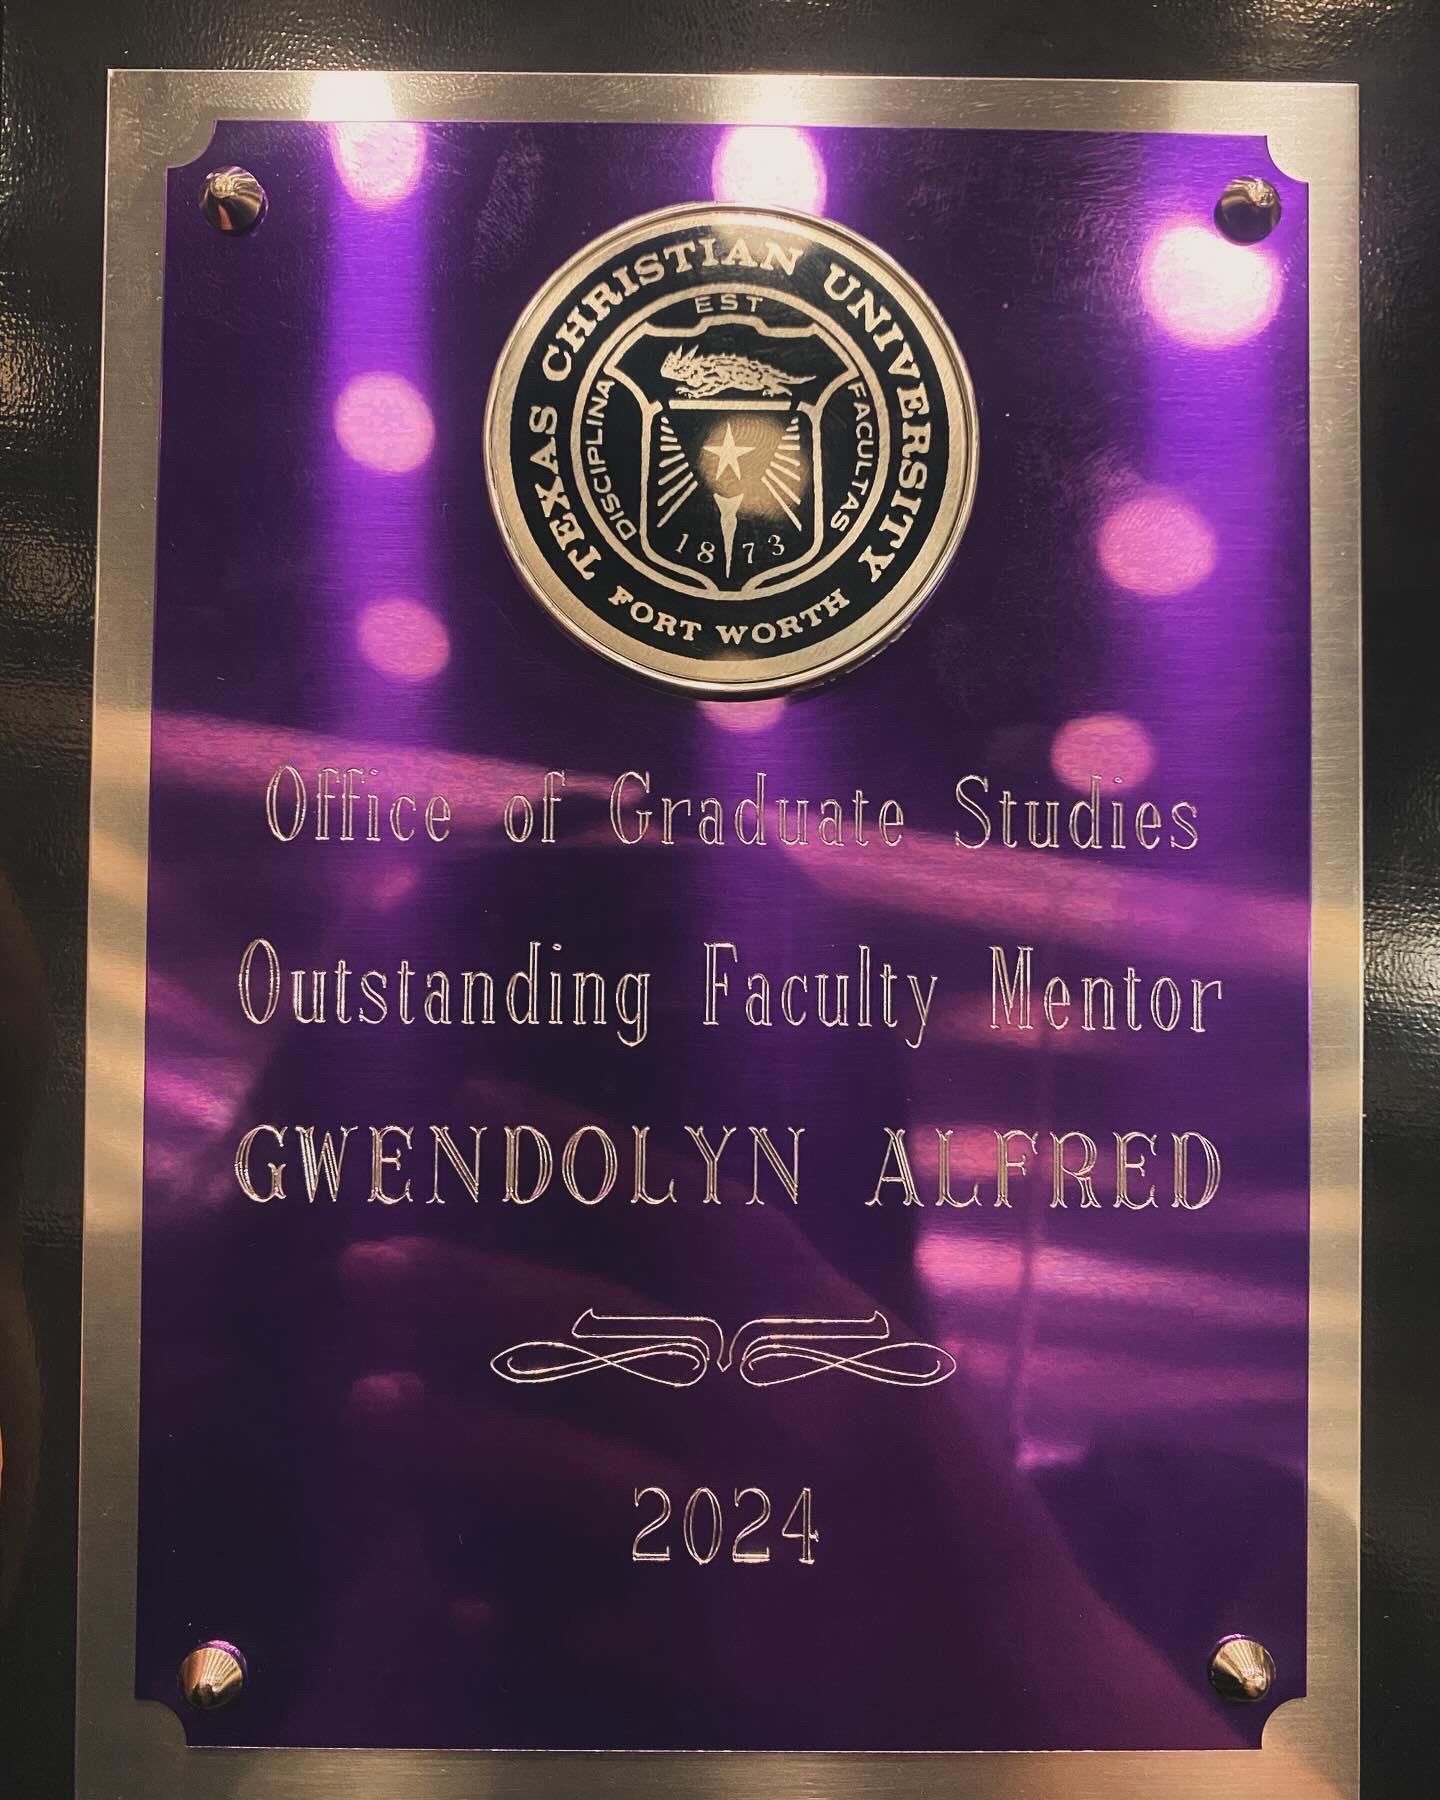 TEXAS CHRISTIAN UNIVERSITY
EST
DISCIPLINA
FACULTAS
1873
FORT WORTH
Office of Graduate Studies
Outstanding Faculty Mentor
GWENDOLYN ALFRED
2024